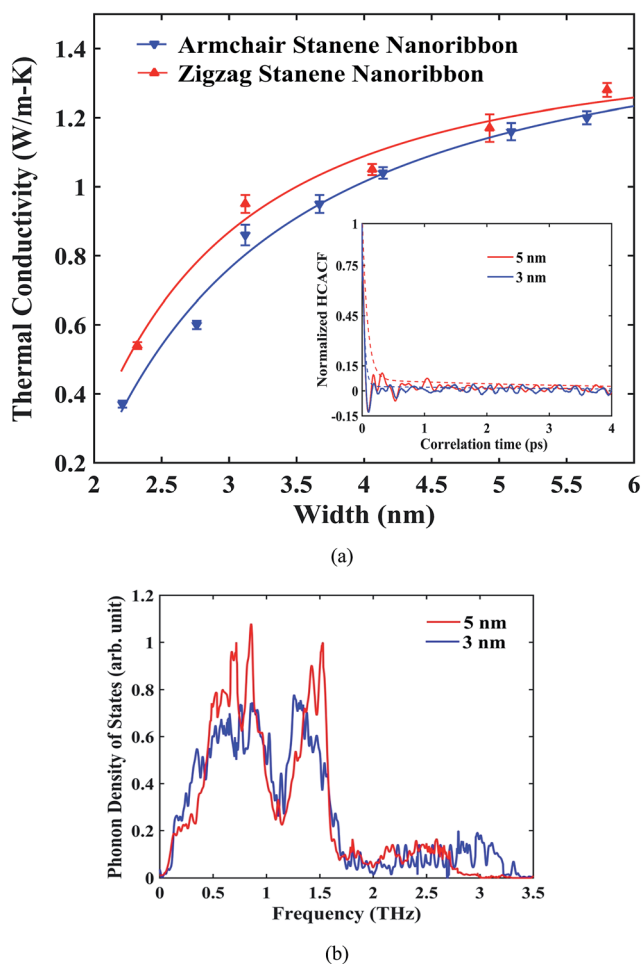 1.4
1.2
1
0.8
0.6
0.4
0.2
Thermal Conductivity (W/m-K)
Armchair Stanene Nanoribbon
Zigzag Stanene Nanoribbon
1
0.75
0.45
0.15
0
-0.15
Normalized HCACF
5 nm
3 nm
0 1 2 3 4
Correlation time (ps)
2 2.5 3 3.5 4 4.5 5 5.5 6
Width (nm)
(a)
1.2
1
0.8
0.6
0.4
0.2
0
Phonon Density of States (arb. unit)
5 nm
3 nm
0 0.5 1 1.5 2 2.5 3 3.5
Frequency (THz)
(b)